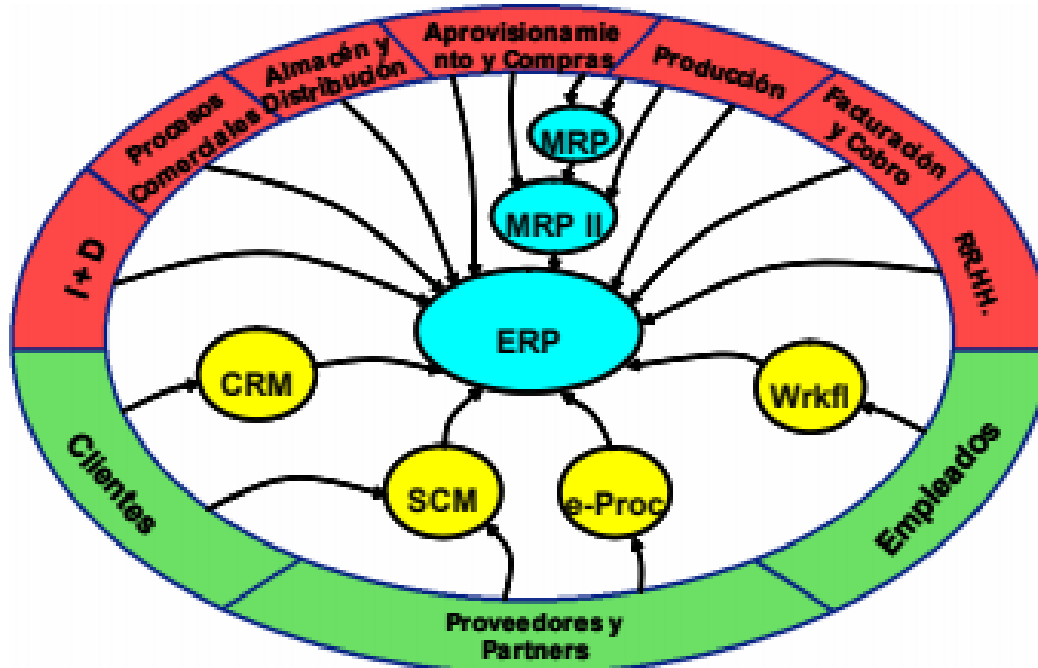 Aprovisionamie
nto y Compras
Almacén y
Distribución
Producción
Procesos
Comerciales
Facturación
y Cobro
I + D
RR.HH.
MRP
MRP II
ERP
CRM
Wrkfl
SCM
e-Proc
Clientes
Empleados
Proveedores y
Partners